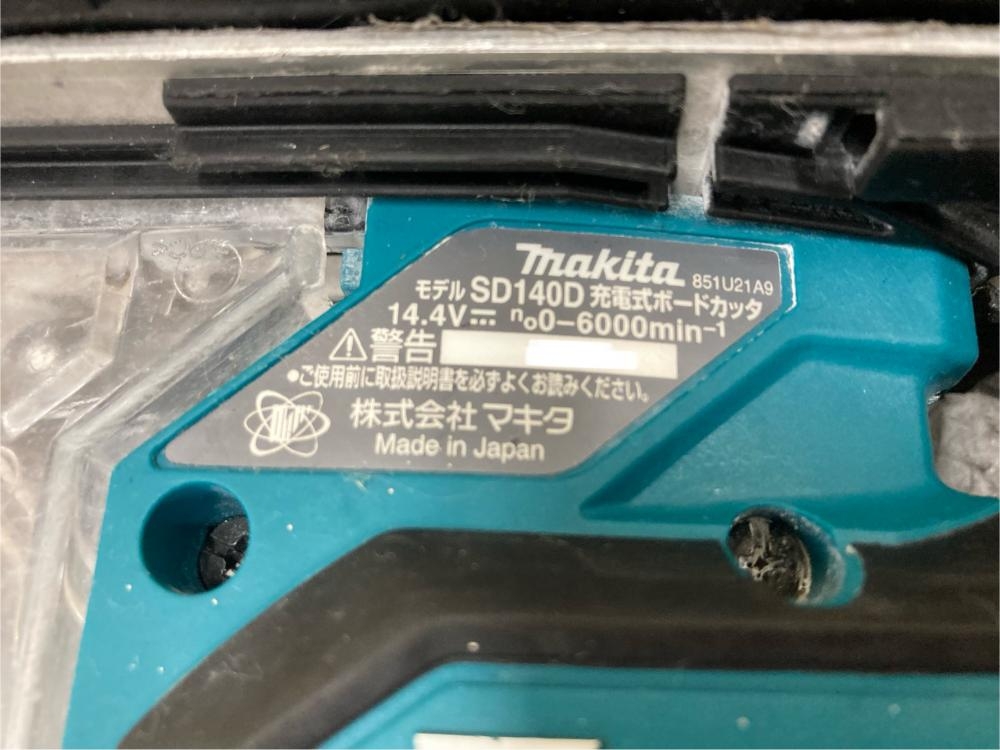 makita
851U21A9
モデル SD140D 充電式ボードカッタ
14.4V⎓ n₀0-6000min⁻¹
⚠警告
•ご使用前に取扱説明書を必ずよくお読みください。
株式会社 マキタ
Made in Japan